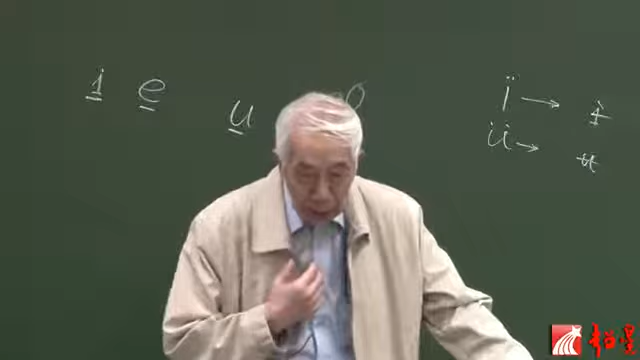 i e u o ï → ɨ
ü → ʉ
超星